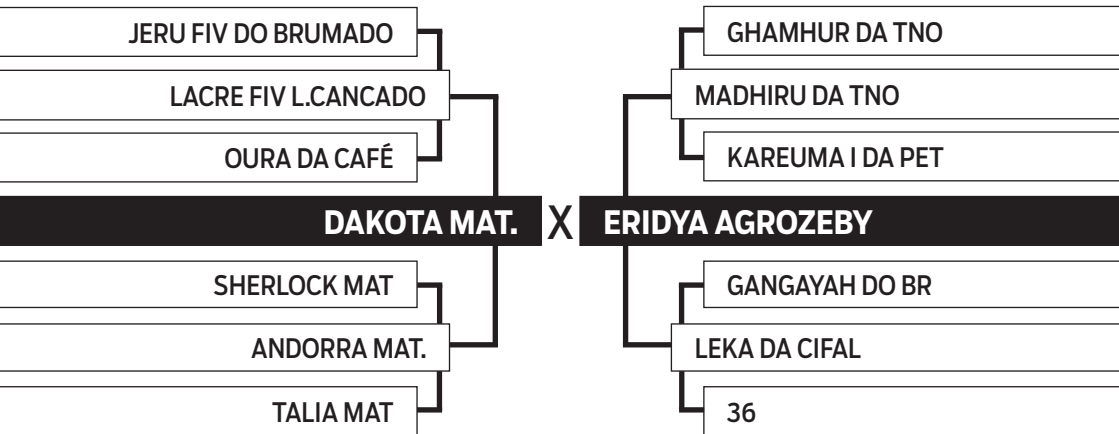 JERU FIV DO BRUMADO
LACRE FIV L.CANCADO
OURA DA CAFÉ
DAKOTA MAT. X ERIDYA AGROZEBY
SHERLOCK MAT
ANDORRA MAT.
TALIA MAT
GHAMHUR DA TNO
MADHIRU DA TNO
KAREUMA I DA PET
GANGAYAH DO BR
LEKA DA CIFAL
36